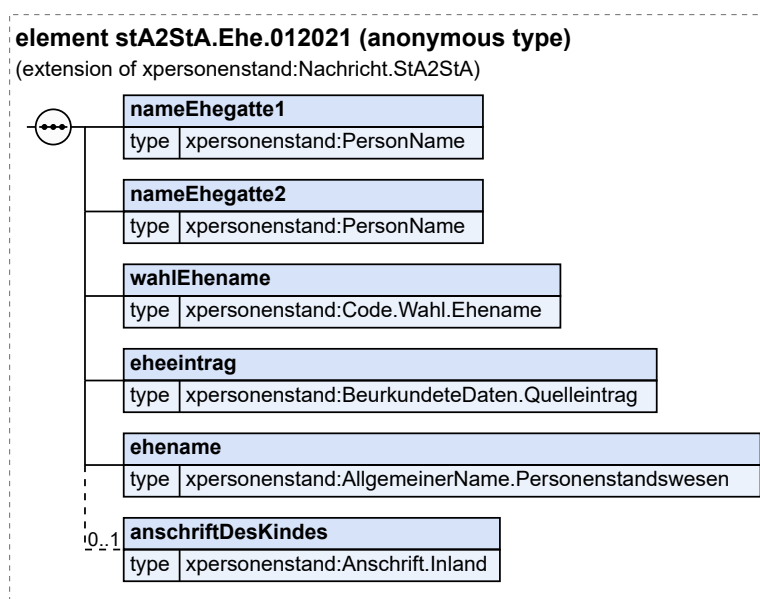 element stA2StA.Ehe.012021 (anonymous type)
(extension of xpersonenstand:Nachricht.StA2StA)
nameEhegatte1
type xpersonenstand:PersonName
nameEhegatte2
type xpersonenstand:PersonName
wahlEhename
type xpersonenstand:Code.Wahl.Ehename
eheeintrag
type xpersonenstand:BeurkundeteDaten.Quelleintrag
ehename
type xpersonenstand:AllgemeinerName.Personenstandswesen
0..1 anschriftDesKindes
type xpersonenstand:Anschrift.Inland